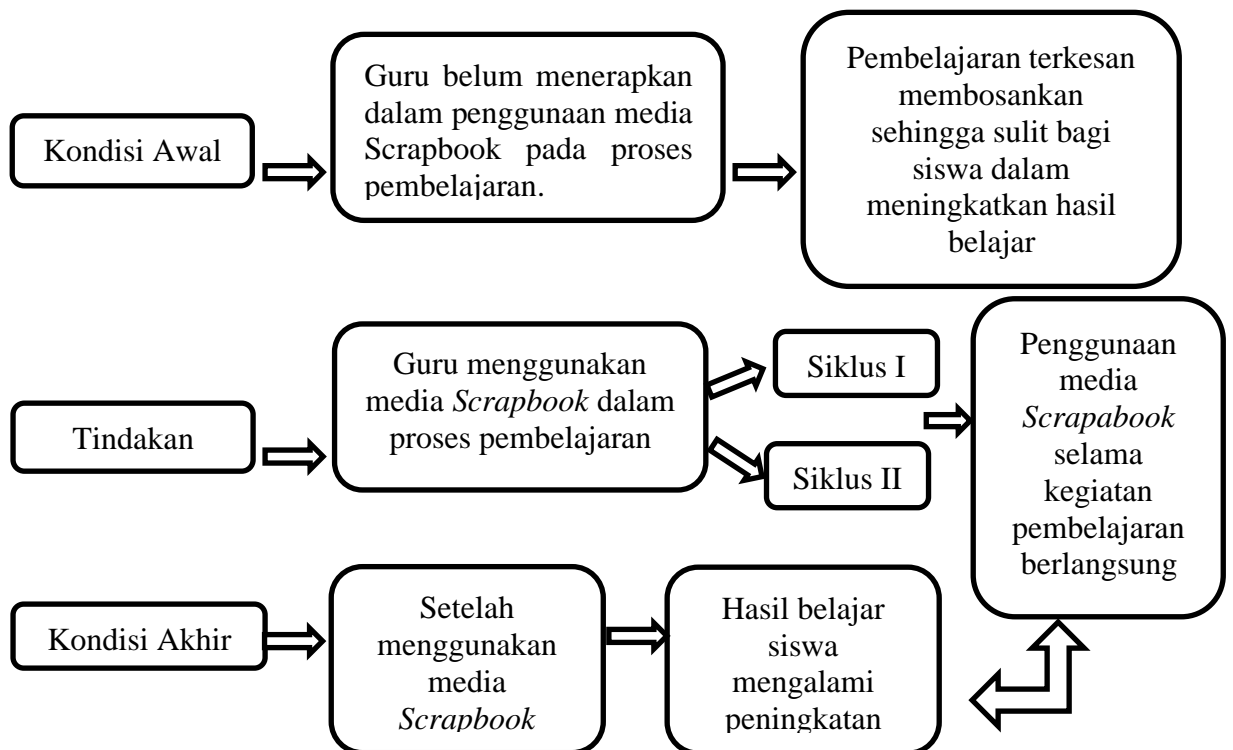 Kondisi Awal
Guru belum menerapkan
dalam penggunaan media
Scrapbook pada proses
pembelajaran.
Pembelajaran terkesan
membosankan
sehingga sulit bagi
siswa dalam
meningkatkan hasil
belajar
Tindakan
Guru menggunakan
media Scrapbook dalam
proses pembelajaran
Siklus I
Siklus II
Penggunaan
media
Scrapabook
selama
kegiatan
pembelajaran
berlangsung
Kondisi Akhir
Setelah
menggunakan
media
Scrapbook
Hasil belajar
siswa
mengalami
peningkatan